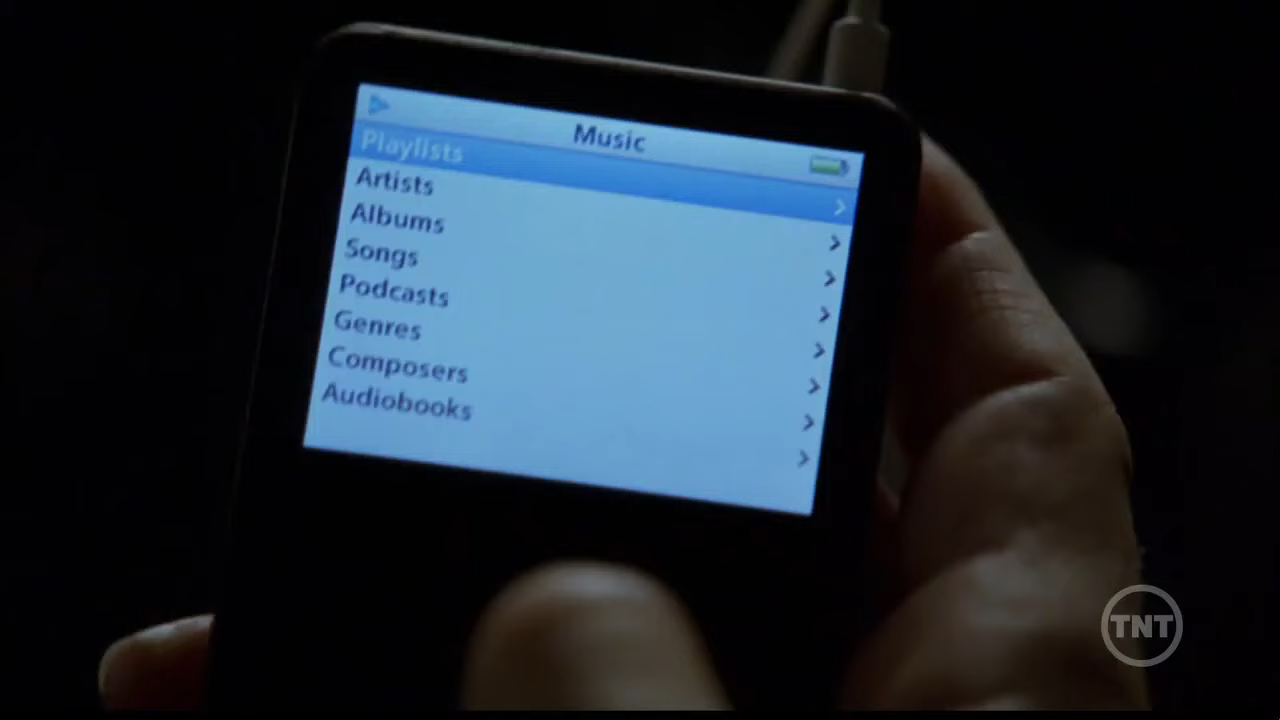 Music
Playlists
Artists
Albums
Songs
Podcasts
Genres
Composers
Audiobooks
TNT